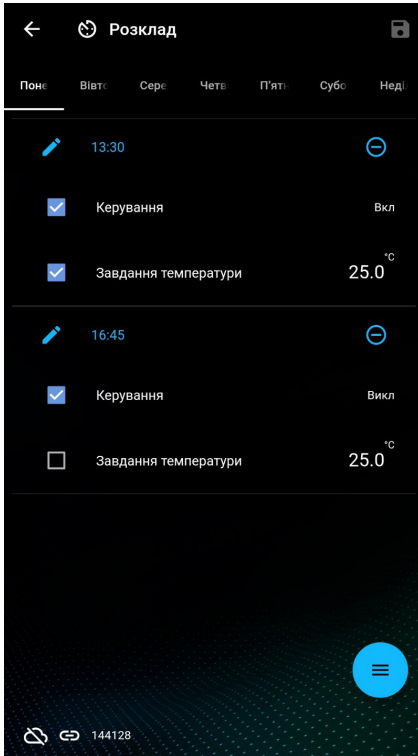 Розклад
Поне Вівто Сере Четв П'ятн Субо Неділ
13:30
Керування Вкл
Завдання температури 25.0 °C
16:45
Керування Викл
Завдання температури 25.0 °C
144128